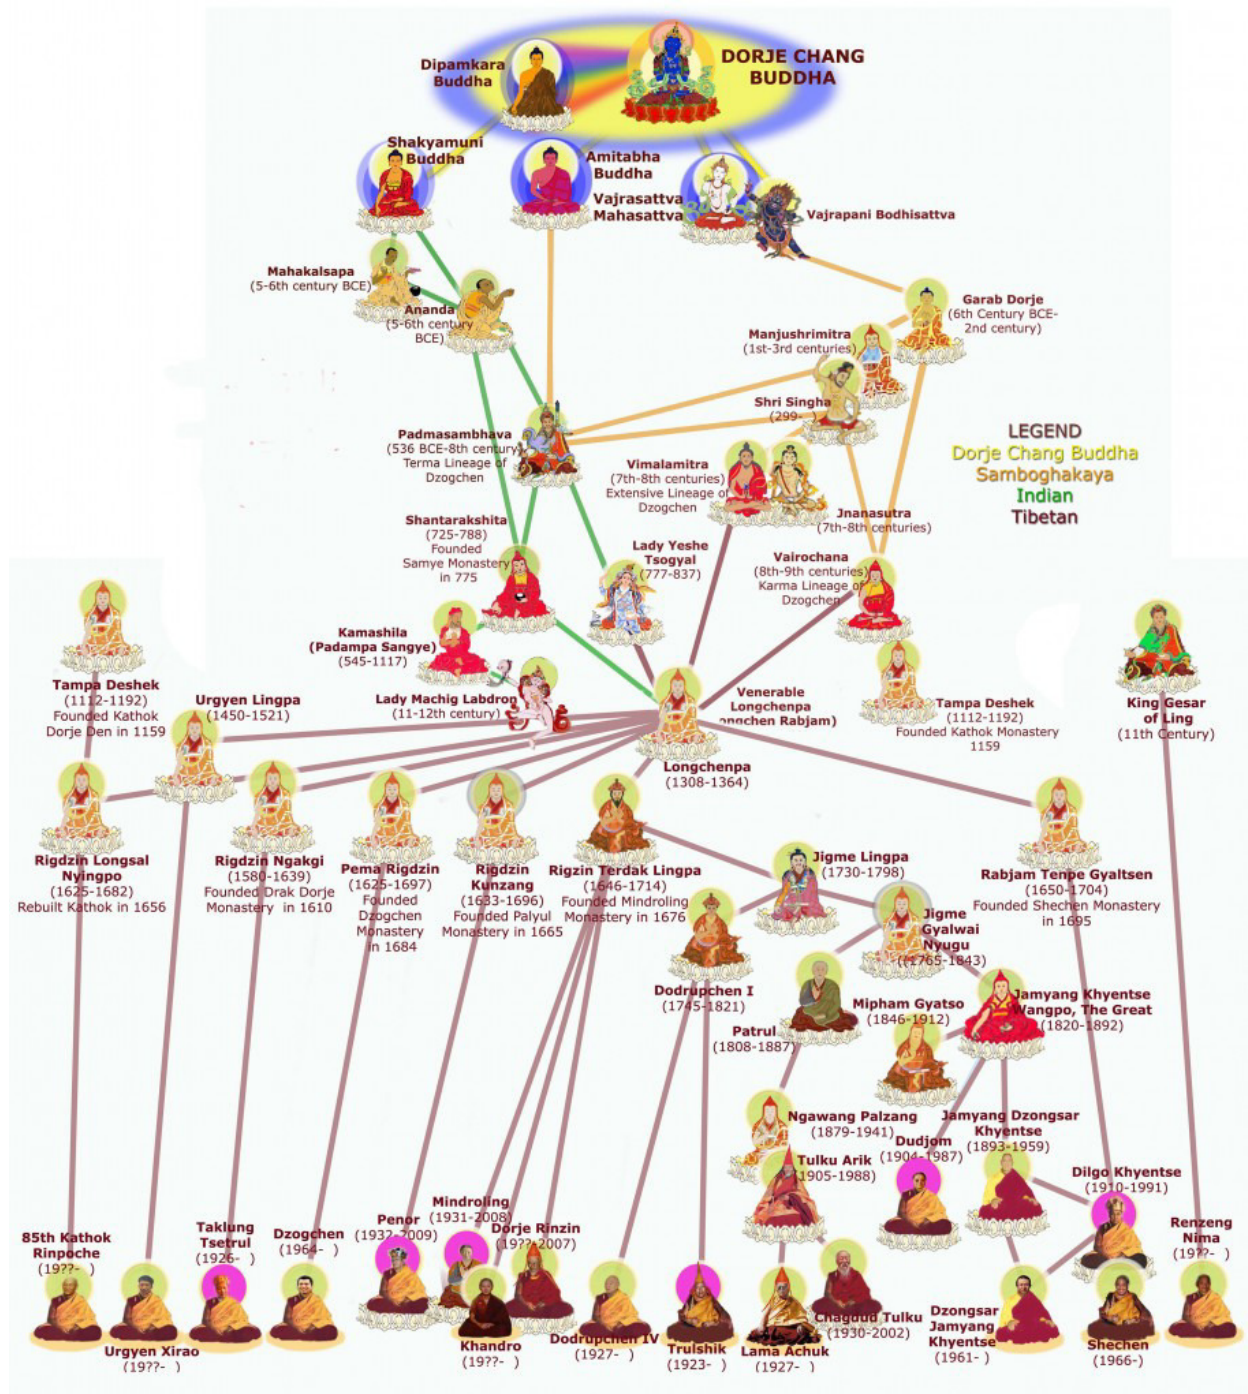 Dipamkara
Buddha
DORJE CHANG
BUDDHA
Shakyamuni
Buddha
Amitabha
Buddha
Vajrasattva
Mahasattva
Vajrapani Bodhisattva
Mahakalsapa
(5-6th century BCE)
Ananda
(5-6th century
BCE)
Garab Dorje
(6th Century BCE-
2nd century)
Manjushrimitra
(1st-3rd centuries)
Shri Singha
(299- )
LEGEND
Dorje Chang Buddha
Samboghakaya
Indian
Tibetan
Padmasambhava
(536 BCE-8th century)
Terma Lineage of
Dzogchen
Vimalamitra
(7th-8th centuries)
Extensive Lineage of
Dzogchen
Jnanasutra
(7th-8th centuries)
Shantarakshita
(725-788)
Founded
Samye Monastery
in 775
Lady Yeshe
Tsogyal
(777-837)
Vairochana
(8th-9th centuries)
Karma Lineage of
Dzogchen
Kamashila
(Padampa Sangye)
(545-1117)
Lady Machig Labdron
(11-12th century)
Venerable
Longchenpa
ongchen Rabjam)
Tampa Deshek
(1112-1192)
Founded Kathok
Dorje Den in 1159
Urgyen Lingpa
(1450-1521)
Tampa Deshek
(1112-1192)
Founded Kathok Monastery
1159
King Gesar
of Ling
(11th Century)
Longchenpa
(1308-1364)
Rigdzin Longsal
Nyingpo
(1625-1682)
Rebuilt Kathok in 1656
Rigdzin Ngakgi
(1580-1639)
Founded Drak Dorje
Monastery in 1610
Pema Rigdzin
(1625-1697)
Founded
Dzogchen
Monastery
in 1684
Rigdzin
Kunzang
(1633-1696)
Founded Palyul
Monastery in 1665
Rigzin Terdak Lingpa
(1646-1714)
Founded Mindroling
Monastery in 1676
Jigme Lingpa
(1730-1798)
Rabjam Tenpe Gyaltsen
(1650-1704)
Founded Shechen Monastery
in 1695
Jigme
Gyalwai
Nyugu
((1765-1843)
Dodrupchen I
(1745-1821)
Patrul
(1808-1887)
Mipham Gyatso
(1846-1912)
Jamyang Khyentse
Wangpo, The Great
(1820-1892)
Ngawang Palzang
(1879-1941)
Tulku Arik
(1905-1988)
Dudjom
(1904-1987)
Jamyang Dzongsar
Khyentse
(1893-1959)
Dilgo Khyentse
(1910-1991)
85th Kathok
Rinpoche
(19??- )
Urgyen Xirao
(19??- )
Taklung
Tsetrul
(1926- )
Dzogchen
(1964- )
Penor
(1932-2009)
Mindroling
(1931-2008)
Dorje Rinzin
(19??-2007)
Khandro
(19??- )
Dodrupchen IV
(1927- )
Trulshik
(1923- )
Lama Achuk
(1927- )
Chagdud Tulku
(1930-2002)
Dzongsar
Jamyang
Khyentse
(1961- )
Shechen
(1966-)
Renzeng
Nima
(19??- )